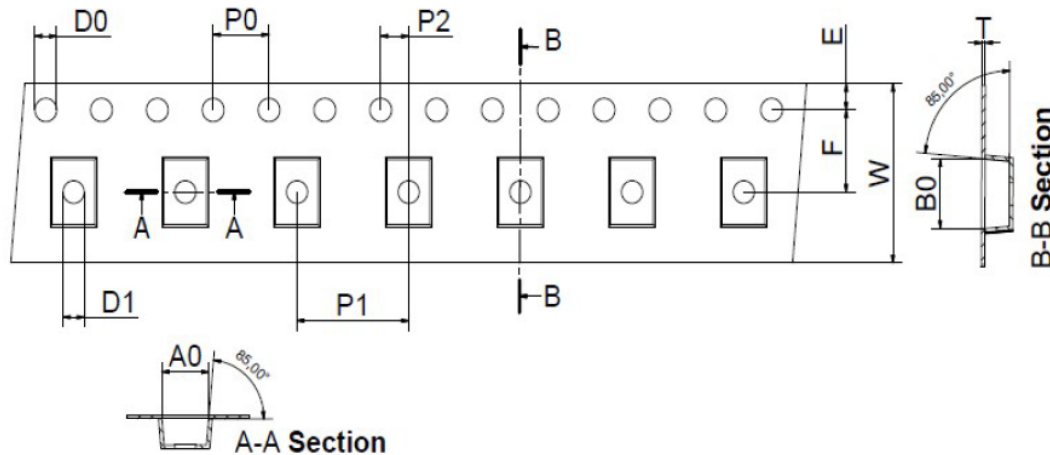 D0
P0
P2
B
E
T
85,00°
F
W
B0
B-B Section
A
A
D1
P1
B
A0
85,00°
A-A Section